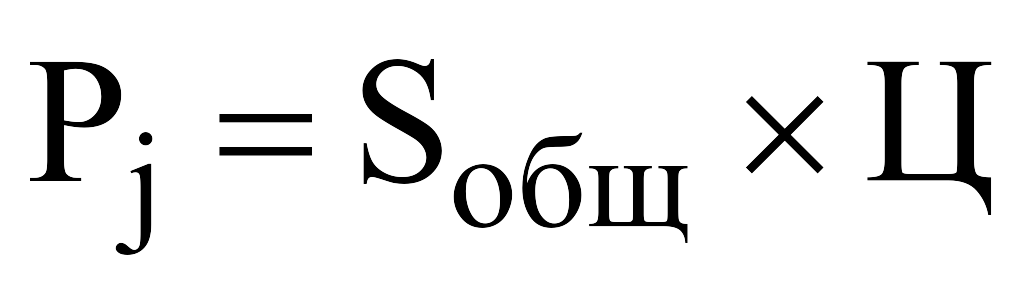 Pj = Sобщ × Ц